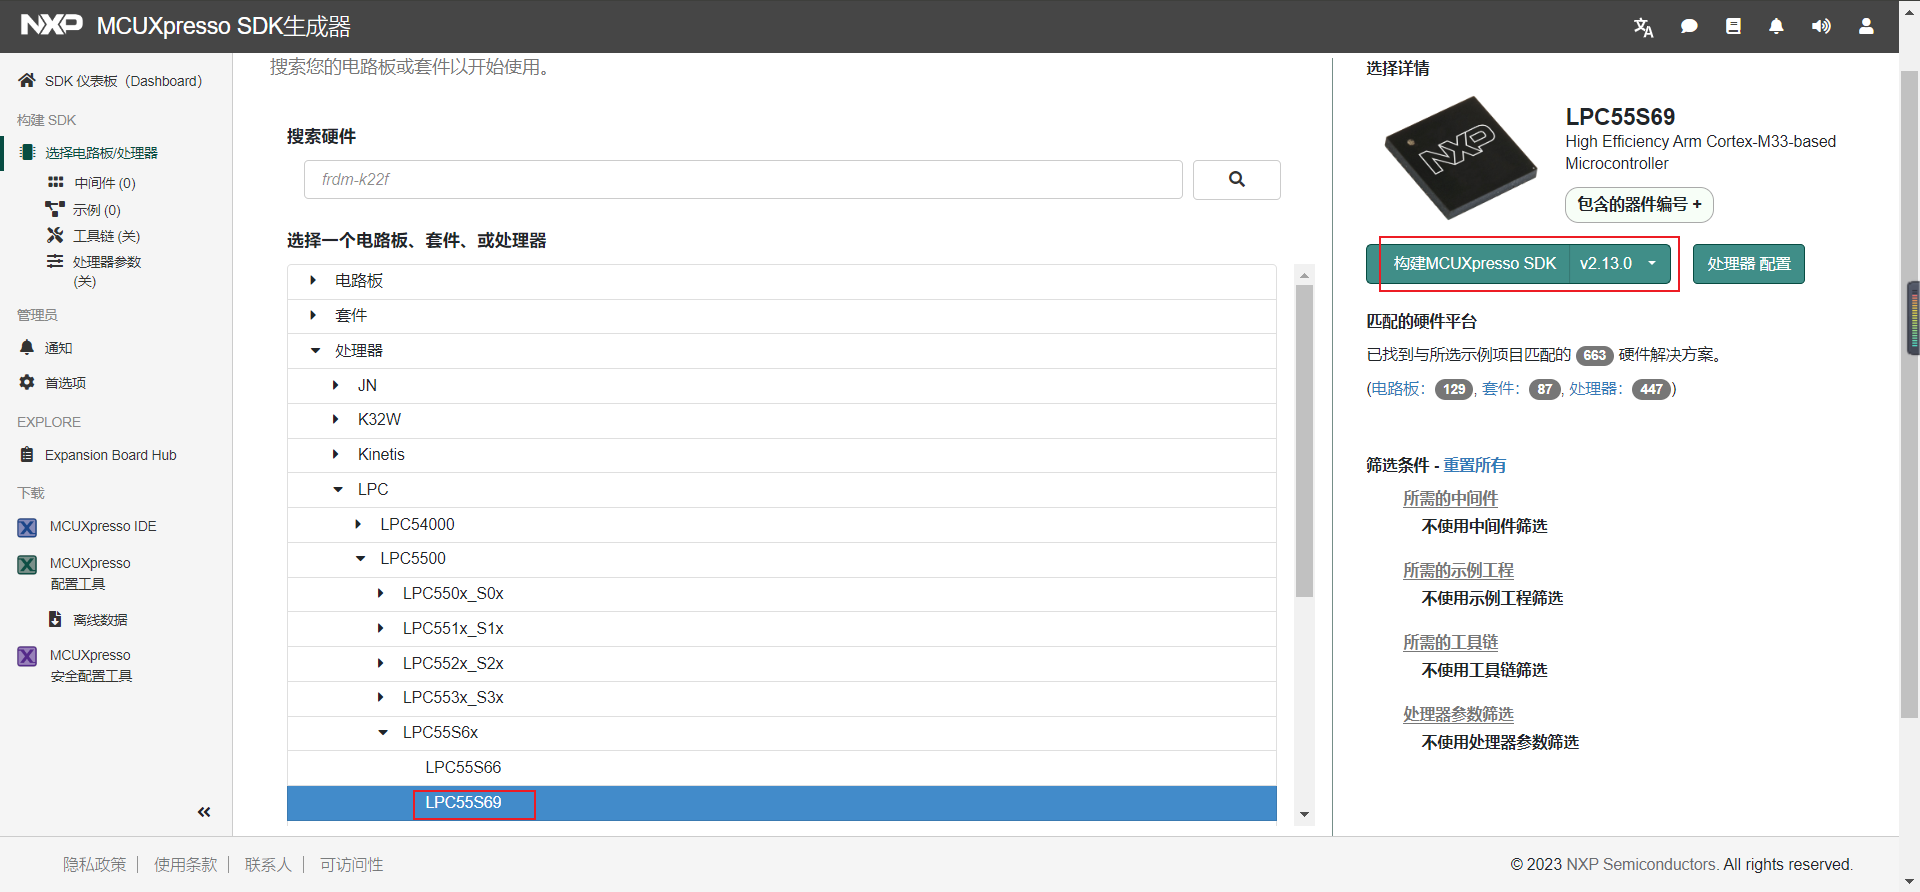 NXP MCUXpresso SDK生成器
SDK 仪表板（Dashboard）
构建 SDK
选择电路板/处理器
中间件 (0)
示例 (0)
工具链 (关)
处理器参数
(关)
管理员
通知
首选项
EXPLORE
Expansion Board Hub
下载
MCUXpresso IDE
MCUXpresso
配置工具
离线数据
MCUXpresso
安全配置工具
搜索您的电路板或套件以开始使用。
搜索硬件
frdm-k22f
选择一个电路板、套件、或处理器
电路板
套件
处理器
JN
K32W
Kinetis
LPC
LPC54000
LPC5500
LPC550x_S0x
LPC551x_S1x
LPC552x_S2x
LPC553x_S3x
LPC55S6x
LPC55S66
LPC55S69
选择详情
NXP
LPC55S69
High Efficiency Arm Cortex-M33-based
Microcontroller
包含的器件编号 +
构建MCUXpresso SDK v2.13.0
处理器 配置
匹配的硬件平台
已找到与所选示例项目匹配的 663 硬件解决方案。
(电路板： 129, 套件： 87, 处理器： 447)
筛选条件 - 重置所有
所需的中间件
不使用中间件筛选
所需的示例工程
不使用示例工程筛选
所需的工具链
不使用工具链筛选
处理器参数筛选
不使用处理器参数筛选
隐私政策 | 使用条款 | 联系人 | 可访问性
© 2023 NXP Semiconductors. All rights reserved.